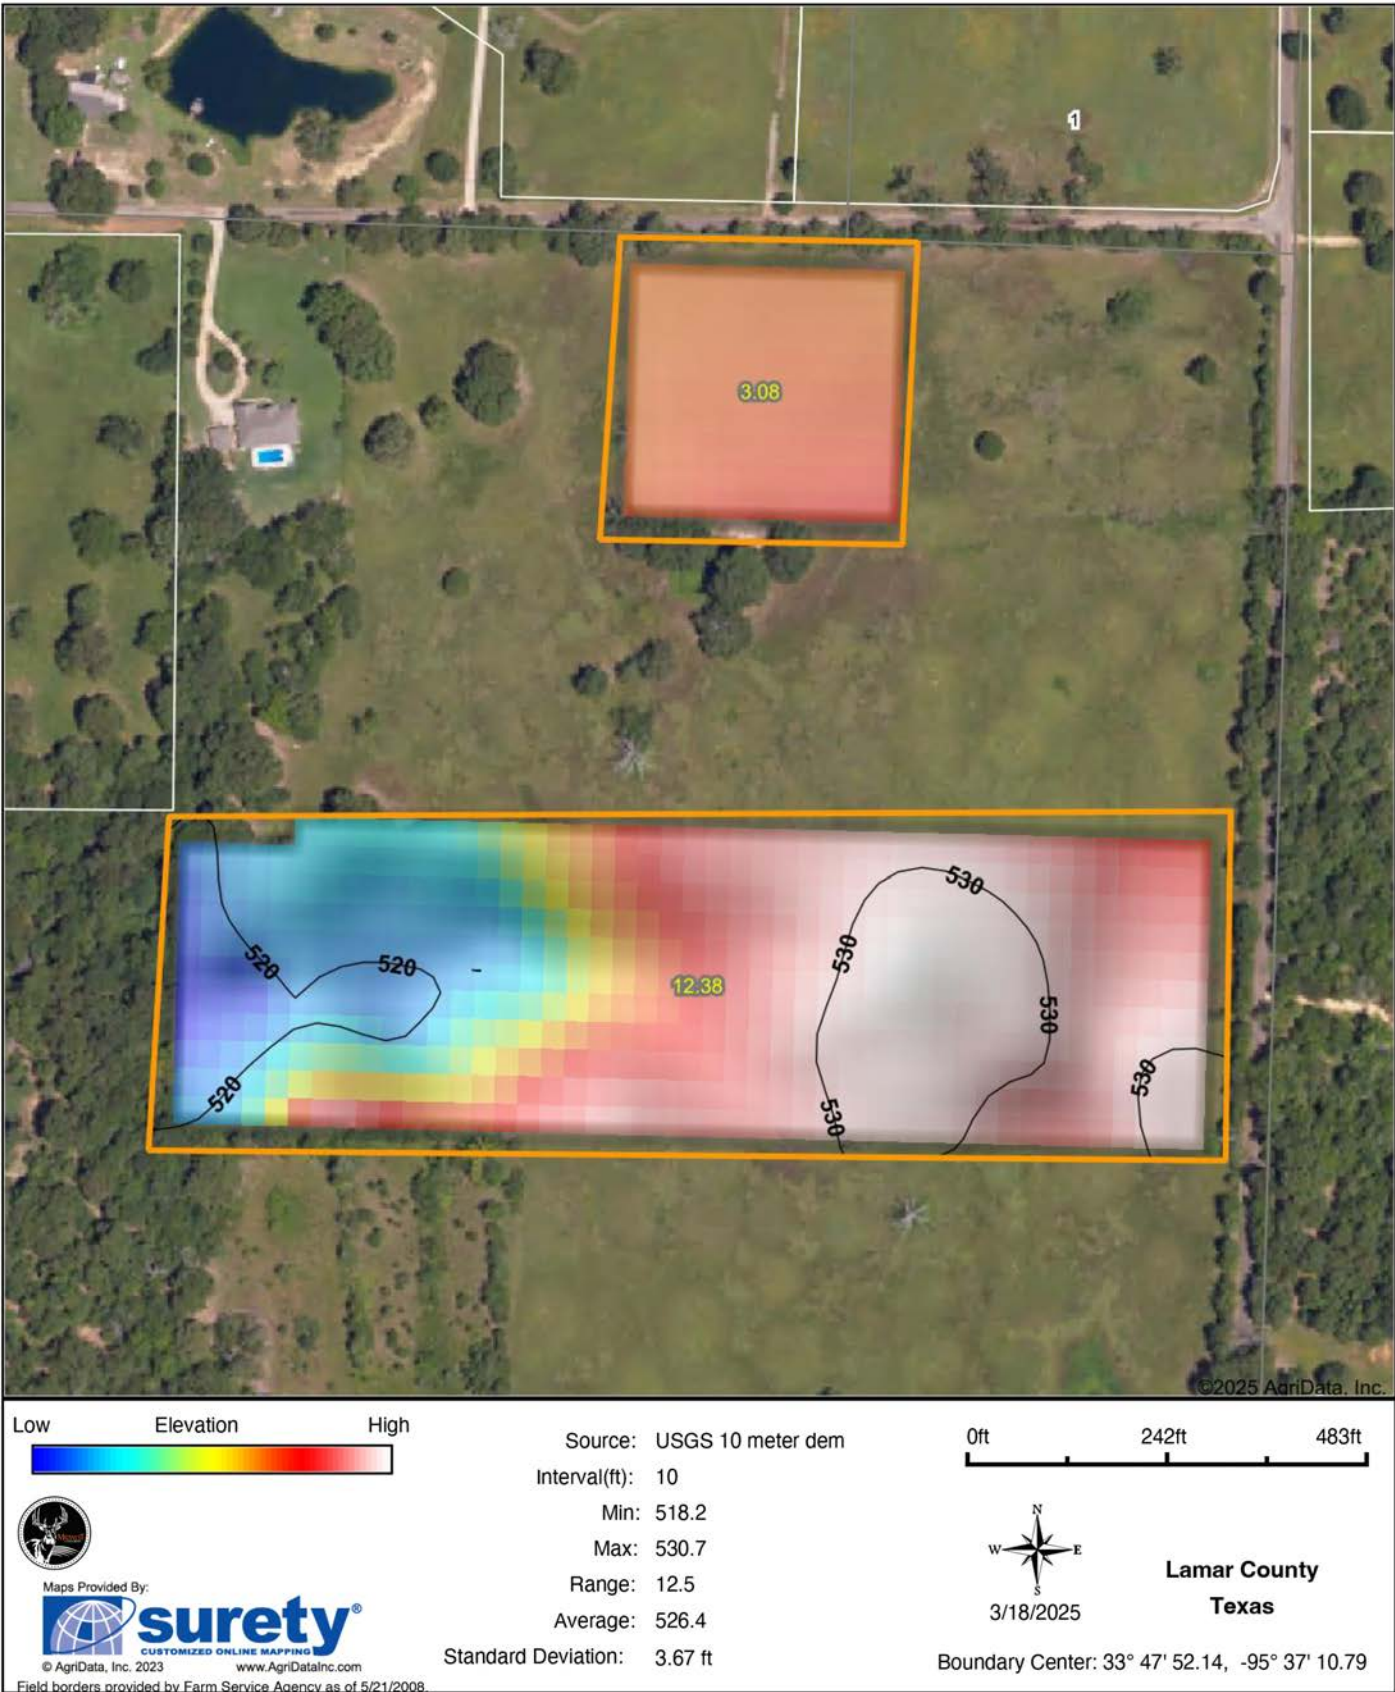 1
3.08
530
530
520
520
530
12.38
530
520
530
©2025 AgriData, Inc.
Low Elevation High
Source: USGS 10 meter dem
Interval(ft): 10
Min: 518.2
Max: 530.7
Range: 12.5
Average: 526.4
Standard Deviation: 3.67 ft
0ft 242ft 483ft
N
W E
S
3/18/2025
Lamar County
Texas
Boundary Center: 33° 47' 52.14, -95° 37' 10.79
Maps Provided By:
surety®
CUSTOMIZED ONLINE MAPPING
© AgriData, Inc. 2023 www.AgriDataInc.com
Field borders provided by Farm Service Agency as of 5/21/2008.